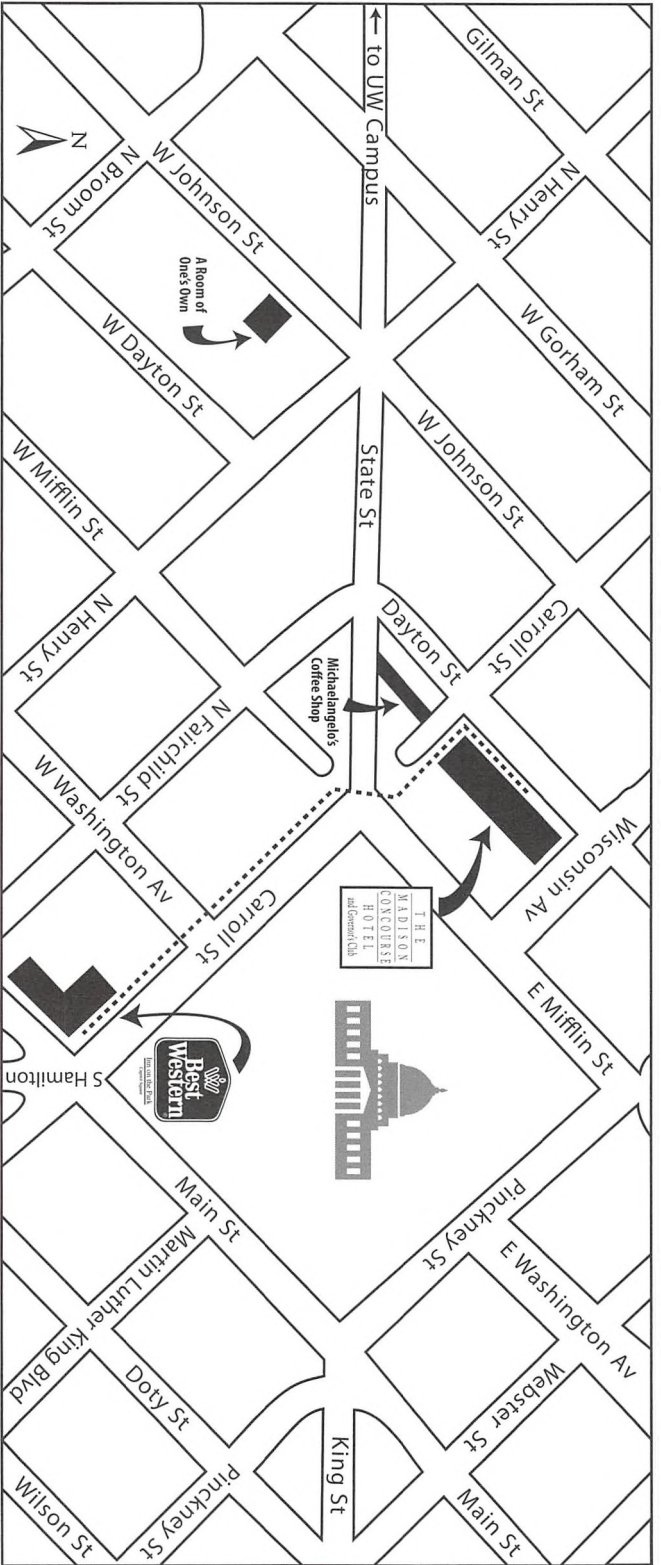 ← to UW Campus
Gilman St
N Henry St
W Gorham St
W Johnson St
Carroll St
Wisconsin Av
E Mifflin St
Pinckney St
E Washington Av
Webster St
Main St
State St
Dayton St
Michaelangelo's
Coffee Shop
THE
MADISON
CONCOURSE
HOTEL
and Governor's Club
King St
N
N Broom St
W Johnson St
A Room of
One's Own
W Dayton St
W Mifflin St
N Henry St
N Fairchild St
W Washington Av
Carroll St
Best
Western
Inn on the Park
Capitol Square
S Hamilton
Main St
Martin Luther King Blvd
Doty St
Pinckney St
Wilson St